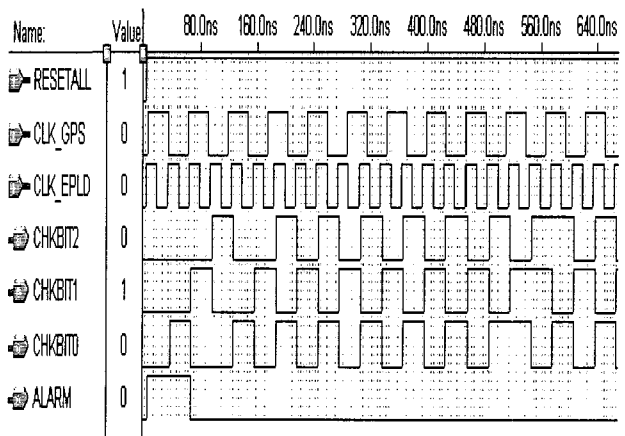 Name: Value: 80.0ns 160.0ns 240.0ns 320.0ns 400.0ns 480.0ns 560.0ns 640.0ns
RESETALL 1
CLK_GPS 0
CLK_EPLD 0
CHKBIT2 0
CHKBIT1 1
CHKBIT0 0
ALARM 0